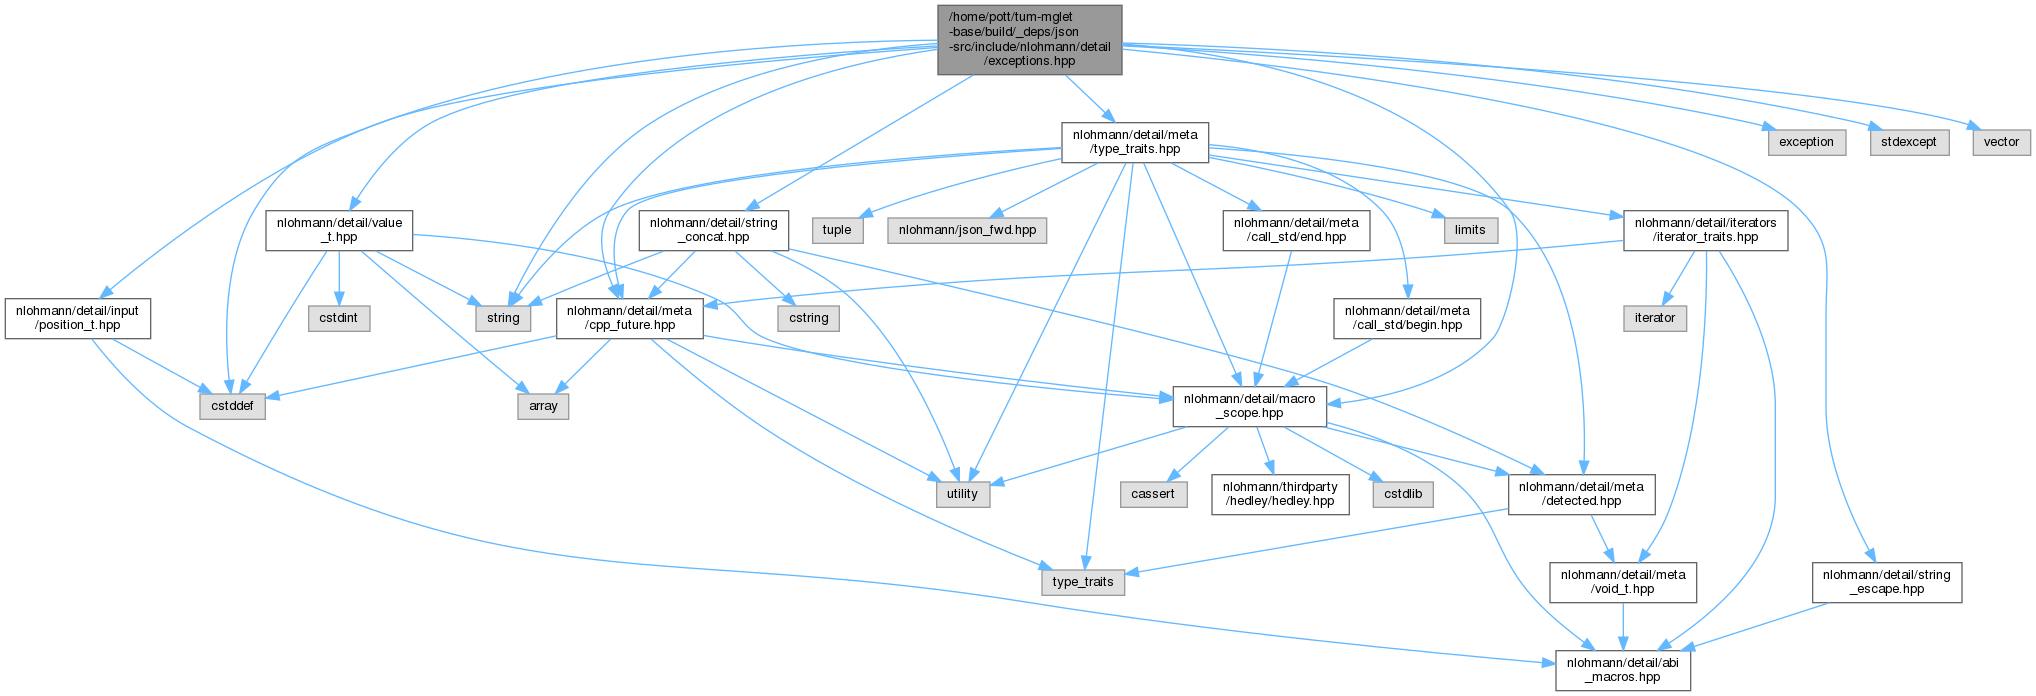 /home/pott/tum-mglet
-base/build/_deps/json
-src/include/nlohmann/detail
/exceptions.hpp
nlohmann/detail/meta
/type_traits.hpp
exception
stdexcept
vector
nlohmann/detail/value
_t.hpp
nlohmann/detail/string
_concat.hpp
tuple
nlohmann/json_fwd.hpp
nlohmann/detail/meta
/call_std/end.hpp
limits
nlohmann/detail/iterators
/iterator_traits.hpp
nlohmann/detail/input
/position_t.hpp
cstdint
string
nlohmann/detail/meta
/cpp_future.hpp
cstring
nlohmann/detail/meta
/call_std/begin.hpp
iterator
cstddef
array
nlohmann/detail/macro
_scope.hpp
utility
cassert
nlohmann/thirdparty
/hedley/hedley.hpp
cstdlib
nlohmann/detail/meta
/detected.hpp
type_traits
nlohmann/detail/meta
/void_t.hpp
nlohmann/detail/string
_escape.hpp
nlohmann/detail/abi
_macros.hpp